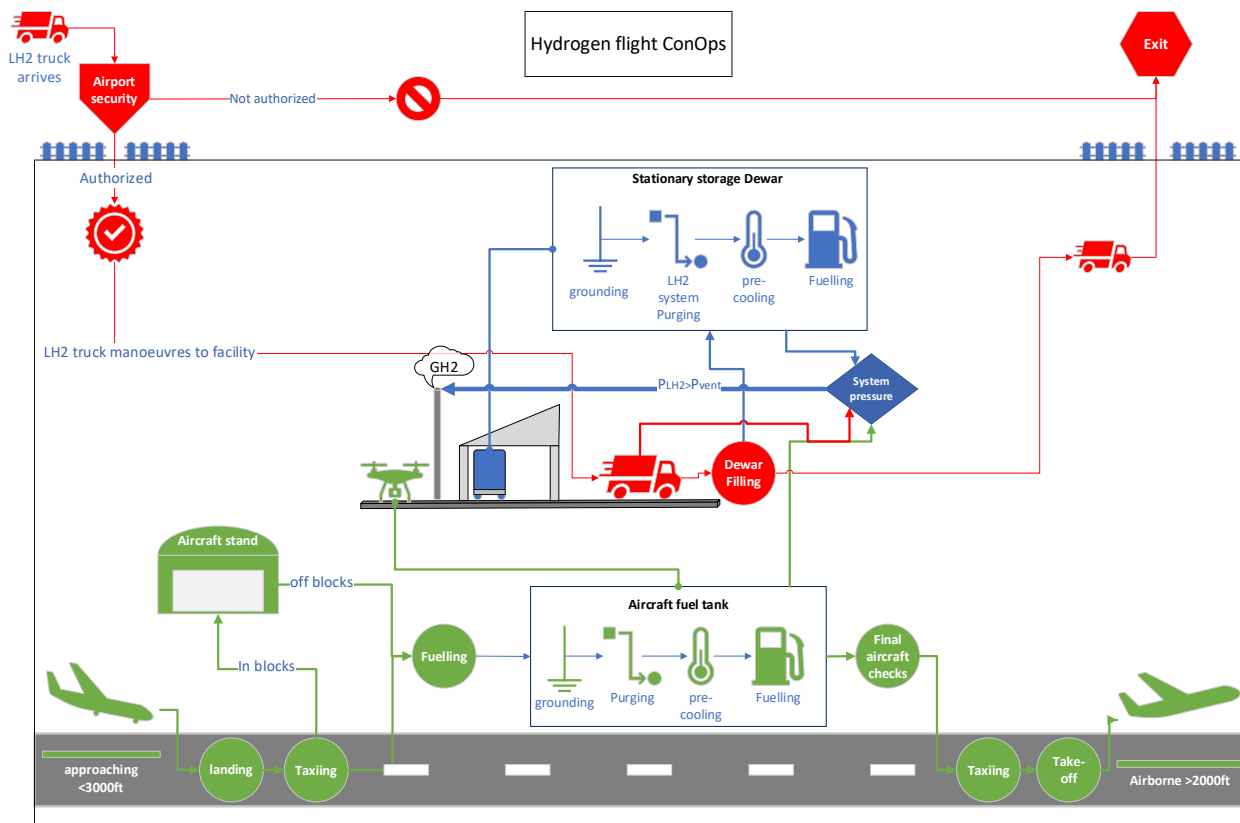 Hydrogen flight ConOps
LH2 truck
arrives
Airport
security
Not authorized
Exit
Authorized
Stationary storage Dewar
grounding
LH2
system
Purging
pre-
cooling
Fuelling
LH2 truck manoeuvres to facility
GH2
PLH2>Pvent
System
pressure
Dewar
Filling
Aircraft stand
off blocks
In blocks
Fuelling
Aircraft fuel tank
grounding
Purging
pre-
cooling
Fuelling
Final
aircraft
checks
approaching
<3000ft
landing
Taxiing
Taxiing
Take-
off
Airborne >2000ft